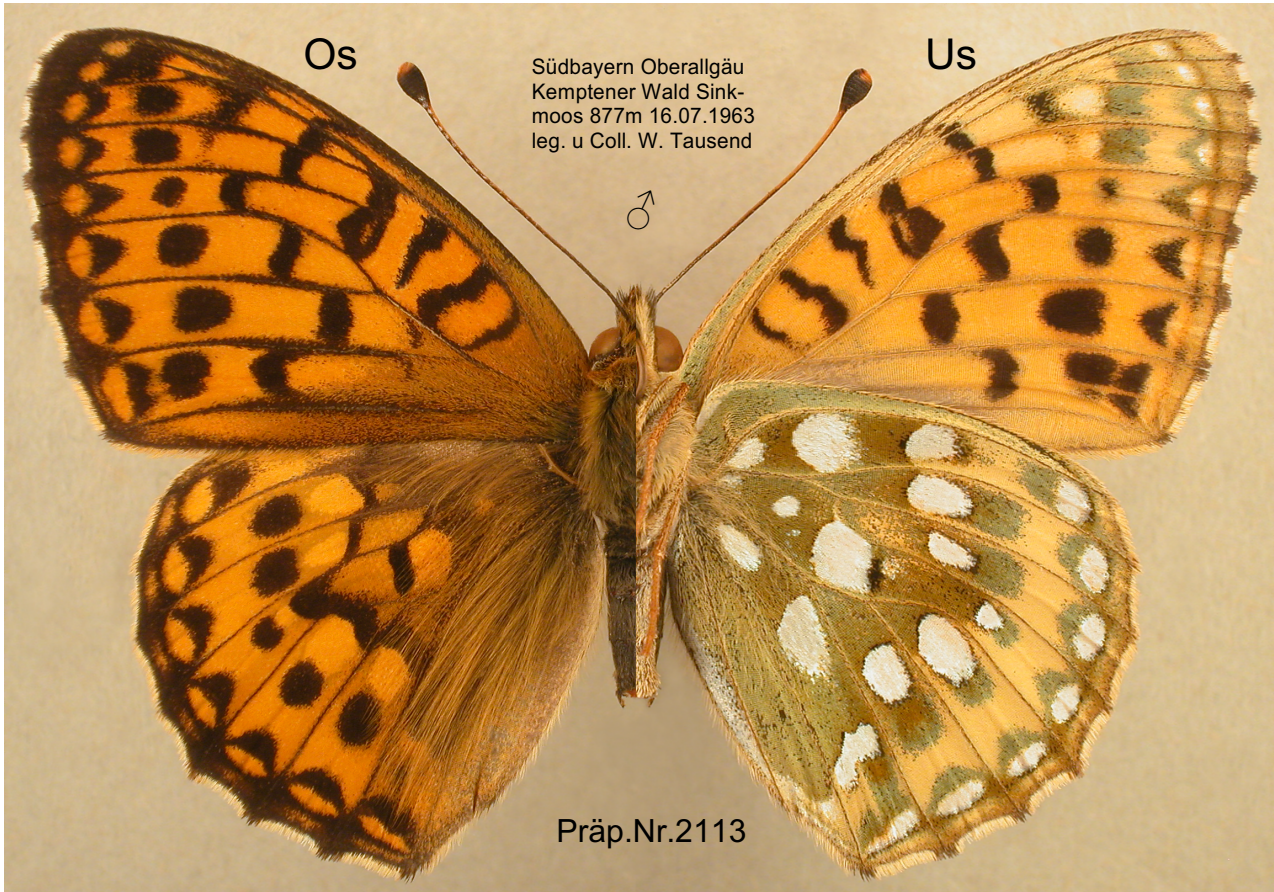 Os
Us
Südbayern Oberallgäu
Kemptener Wald Sink-
moos 877m 16.07.1963
leg. u Coll. W. Tausend
♂
Präp.Nr.2113